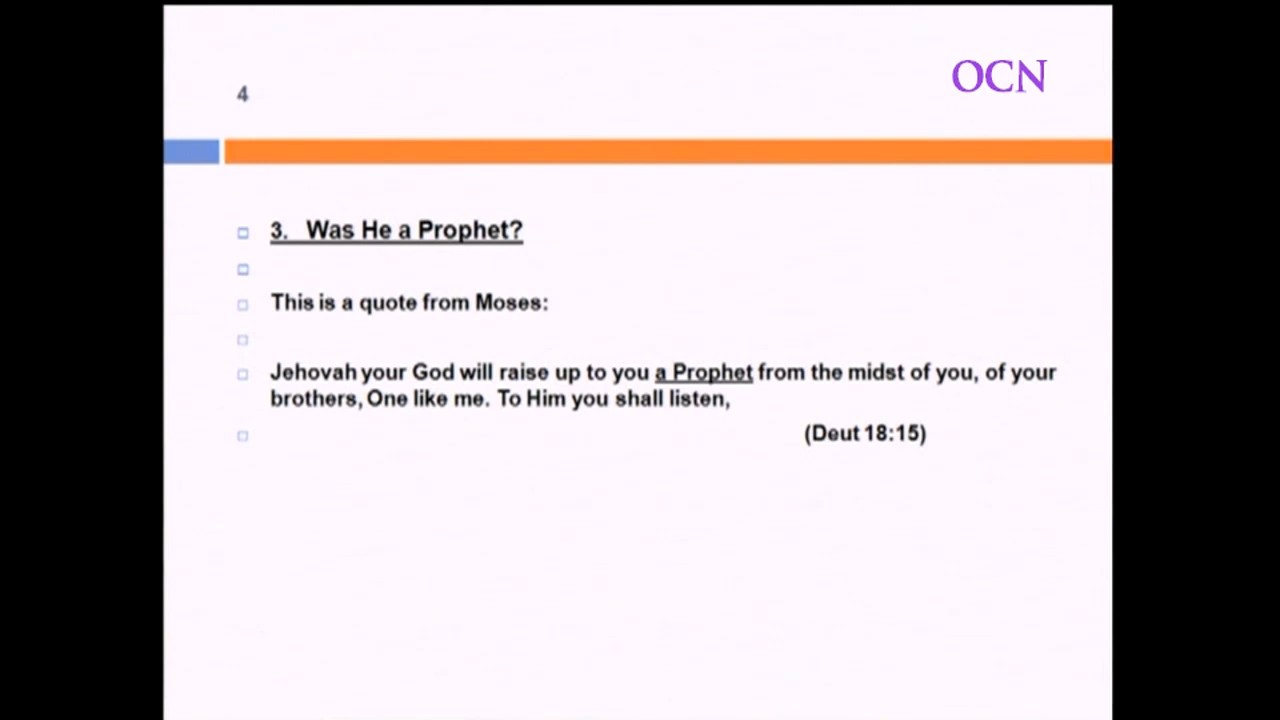 OCN
4
3. Was He a Prophet?
This is a quote from Moses:
Jehovah your God will raise up to you a Prophet from the midst of you, of your
brothers, One like me. To Him you shall listen,
(Deut 18:15)